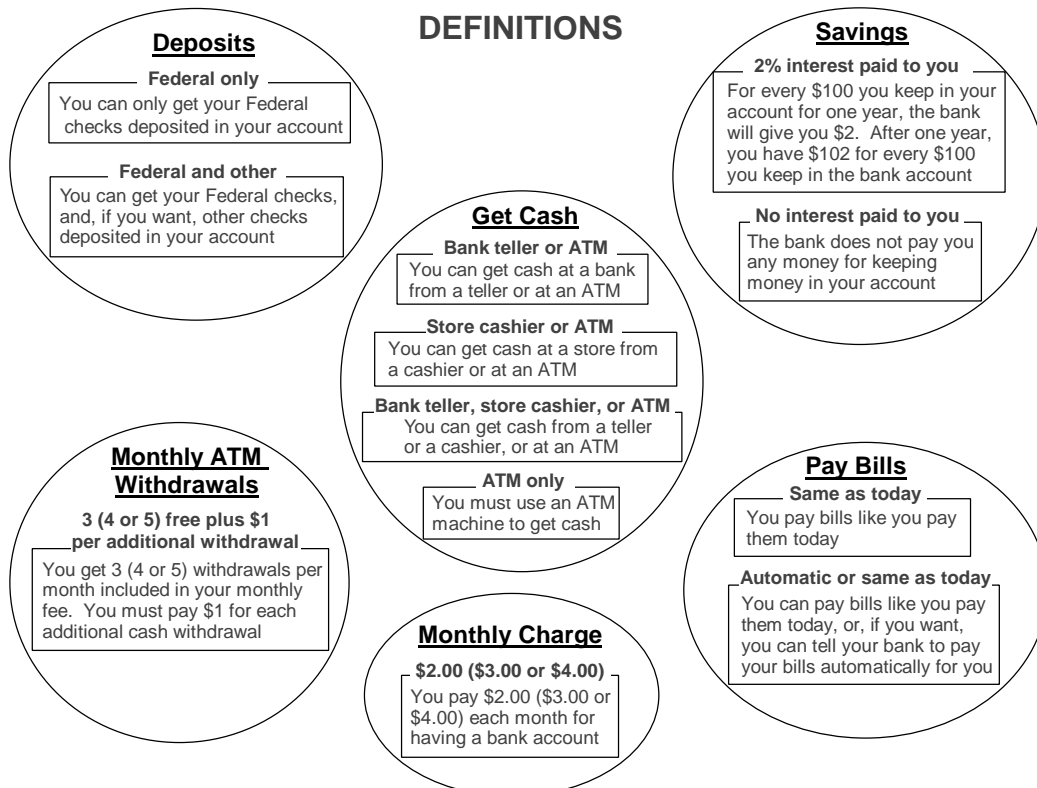 DEFINITIONS
Deposits
Federal only
You can only get your Federal
checks deposited in your account
Federal and other
You can get your Federal checks,
and, if you want, other checks
deposited in your account
Savings
2% interest paid to you
For every $100 you keep in your
account for one year, the bank
will give you $2. After one year,
you have $102 for every $100
you keep in the bank account
No interest paid to you
The bank does not pay you
any money for keeping
money in your account
Get Cash
Bank teller or ATM
You can get cash at a bank
from a teller or at an ATM
Store cashier or ATM
You can get cash at a store from
a cashier or at an ATM
Bank teller, store cashier, or ATM
You can get cash from a teller
or a cashier, or at an ATM
ATM only
You must use an ATM
machine to get cash
Monthly ATM
Withdrawals
3 (4 or 5) free plus $1
per additional withdrawal
You get 3 (4 or 5) withdrawals per
month included in your monthly
fee. You must pay $1 for each
additional cash withdrawal
Pay Bills
Same as today
You pay bills like you pay
them today
Automatic or same as today
You can pay bills like you pay
them today, or, if you want,
you can tell your bank to pay
your bills automatically for you
Monthly Charge
$2.00 ($3.00 or $4.00)
You pay $2.00 ($3.00 or
$4.00) each month for
having a bank account